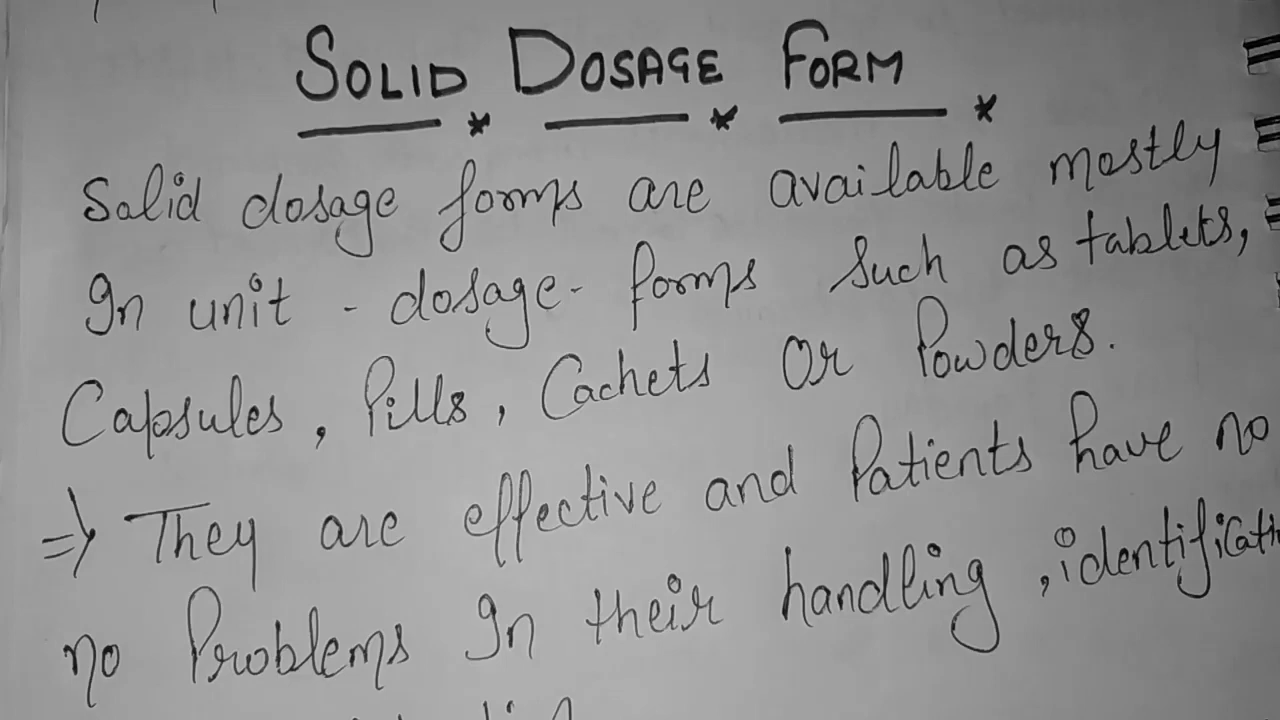 SOLID DOSAGE FORM
Solid dosage forms are available mostly
In unit - dosage - forms such as tablets,
Capsules, Pills, Cachets or Powders.
⇒ They are effective and Patients have no
no Problems In their handling, identificati